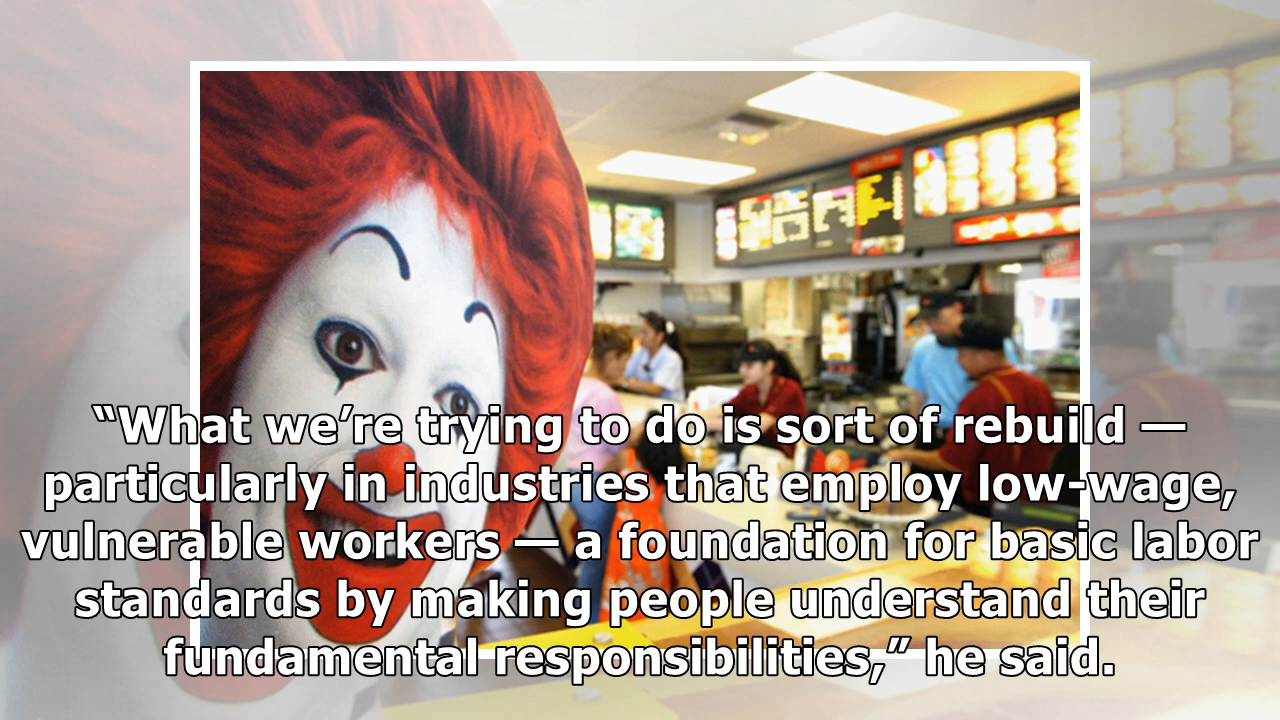 “What we’re trying to do is sort of rebuild —
particularly in industries that employ low-wage,
vulnerable workers — a foundation for basic labor
standards by making people understand their
fundamental responsibilities,” he said.